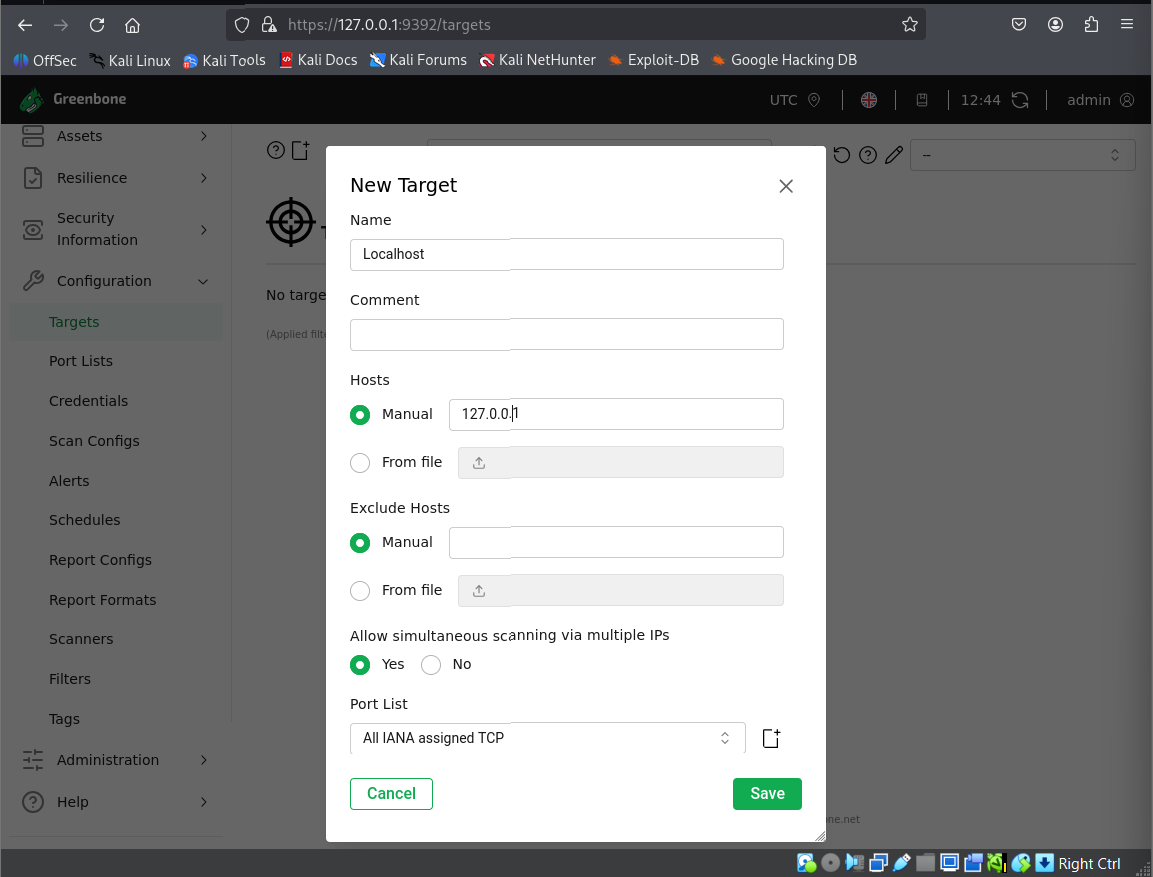 https://127.0.0.1:9392/targets
OffSec Kali Linux Kali Tools Kali Docs Kali Forums Kali NetHunter Exploit-DB Google Hacking DB
Greenbone UTC 12:44 admin
Assets
Resilience
Security
Information
Configuration
Targets
Port Lists
Credentials
Scan Configs
Alerts
Schedules
Report Configs
Report Formats
Scanners
Filters
Tags
Administration
Help
--
No targe
(Applied filte
New Target
Name
Localhost
Comment
Hosts
Manual 127.0.0.1
From file
Exclude Hosts
Manual
From file
Allow simultaneous scanning via multiple IPs
Yes No
Port List
All IANA assigned TCP
Cancel Save
ne.net
Right Ctrl